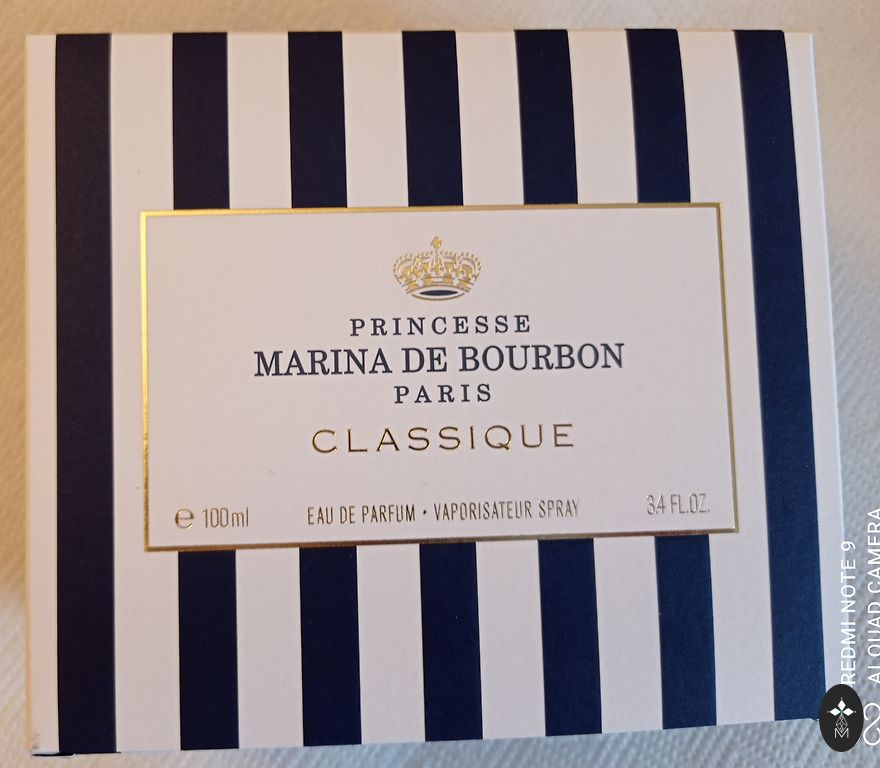 PRINCESSE
MARINA DE BOURBON
PARIS
CLASSIQUE
e 100ml
EAU DE PARFUM • VAPORISATEUR SPRAY
3.4 FL.OZ.
REDMI NOTE 9
AI QUAD CAMERA
M